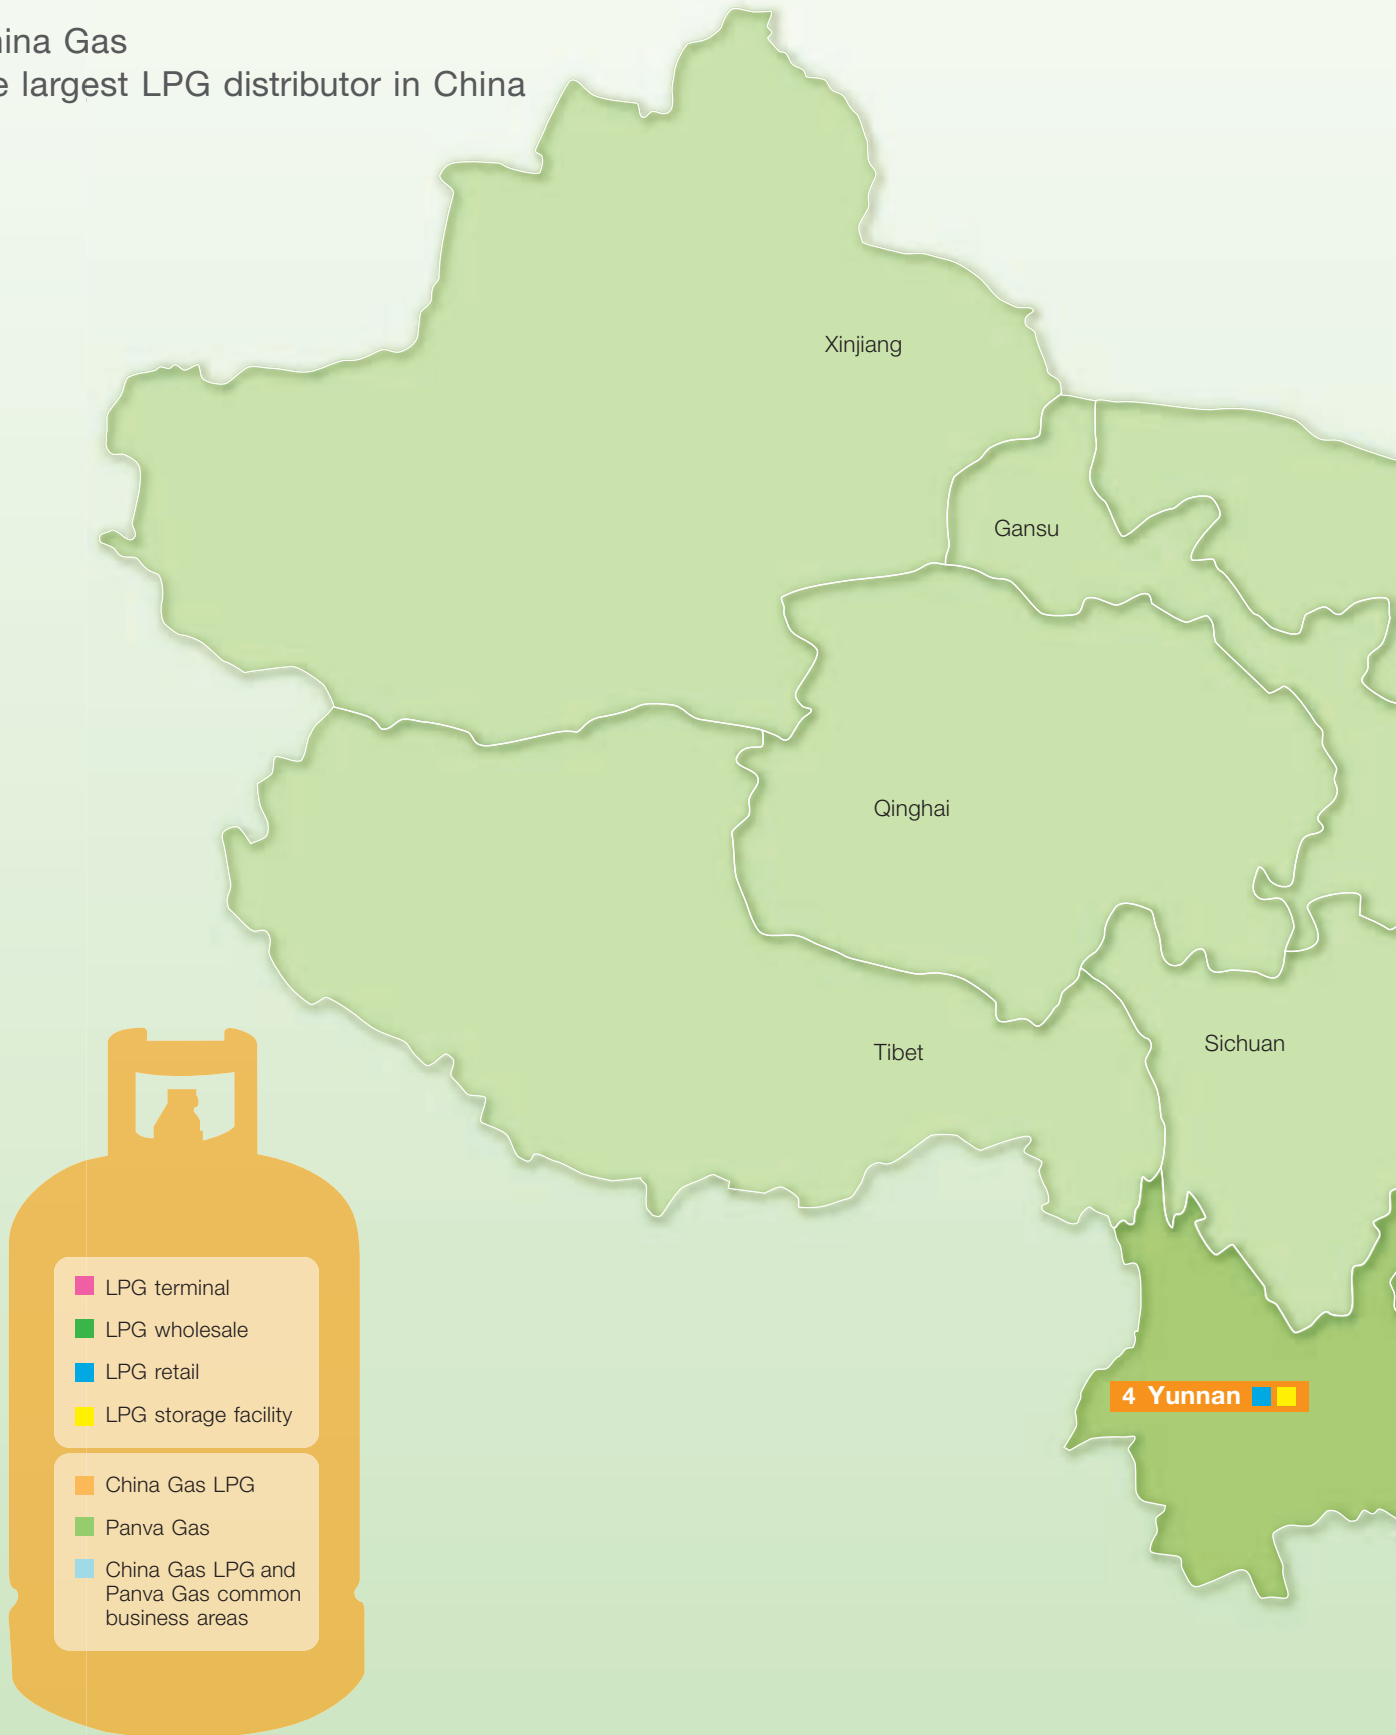 hina Gas
e largest LPG distributor in China
Xinjiang
Gansu
Qinghai
Tibet
Sichuan
4 Yunnan
LPG terminal
LPG wholesale
LPG retail
LPG storage facility
China Gas LPG
Panva Gas
China Gas LPG and
Panva Gas common
business areas